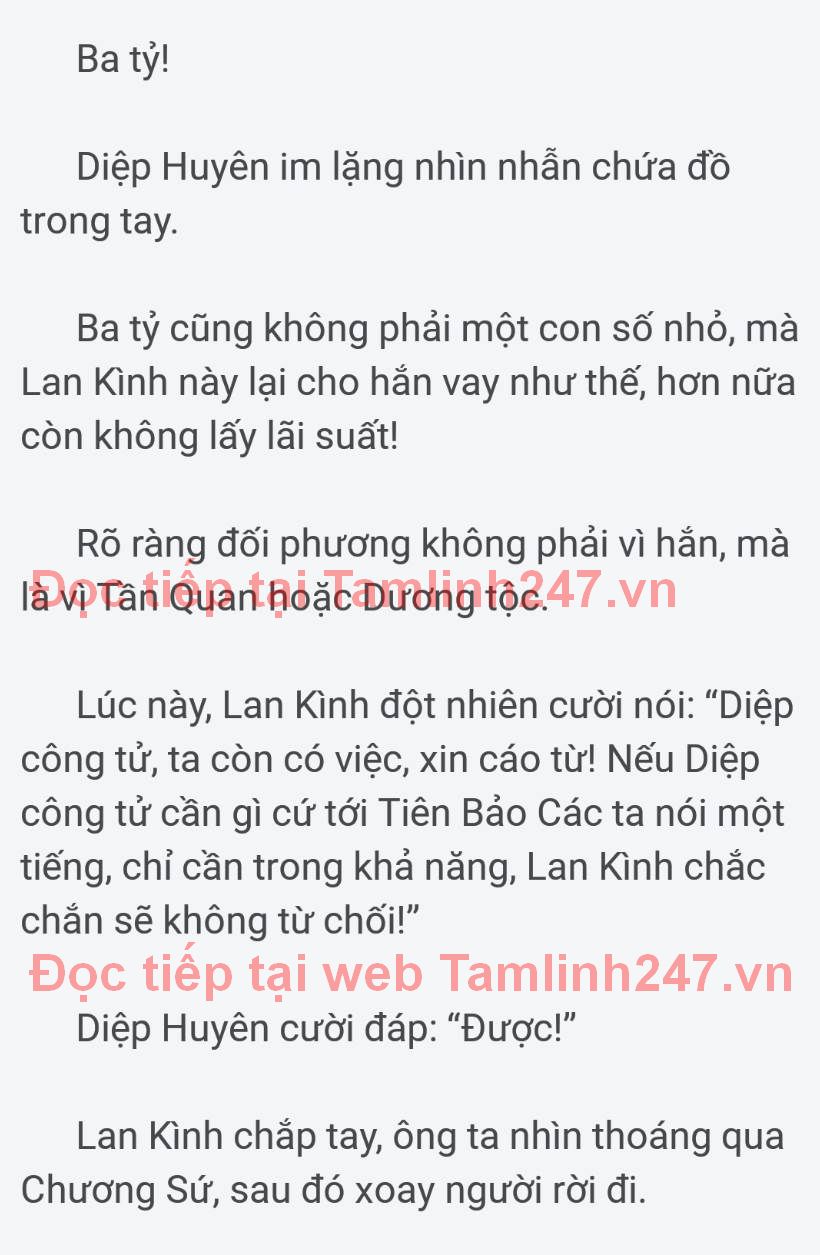 Ba tỷ!
Diệp Huyên im lặng nhìn nhẫn chứa đồ
trong tay.
Ba tỷ cũng không phải một con số nhỏ, mà
Lan Kình này lại cho hắn vay như thế, hơn nữa
còn không lấy lãi suất!
Rõ ràng đối phương không phải vì hắn, mà
Đọc tiếp tại Tamlinh247.vn
là vì Tần Quan hoặc Dương tộc.
Lúc này, Lan Kình đột nhiên cười nói: “Diệp
công tử, ta còn có việc, xin cáo từ! Nếu Diệp
công tử cần gì cứ tới Tiên Bảo Các ta nói một
tiếng, chỉ cần trong khả năng, Lan Kình chắc
chắn sẽ không từ chối!”
Đọc tiếp tại web Tamlinh247.vn
Diệp Huyên cười đáp: “Được!”
Lan Kình chắp tay, ông ta nhìn thoáng qua
Chương Sứ, sau đó xoay người rời đi.